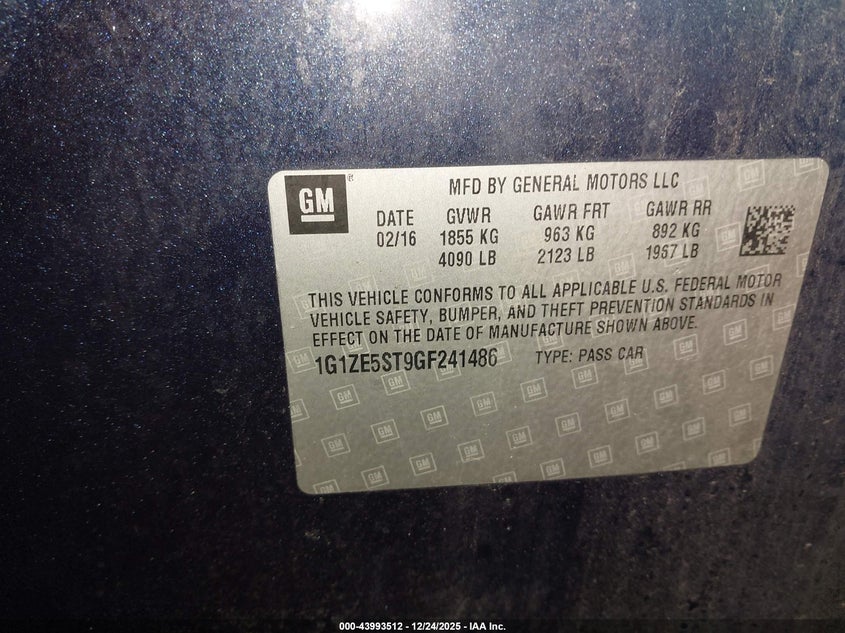 GM ®
MFD BY GENERAL MOTORS LLC
DATE GVWR GAWR FRT GAWR RR
02/16 1855 KG 963 KG 892 KG
4090 LB 2123 LB 1967 LB
THIS VEHICLE CONFORMS TO ALL APPLICABLE U.S. FEDERAL MOTOR
VEHICLE SAFETY, BUMPER, AND THEFT PREVENTION STANDARDS IN
EFFECT ON THE DATE OF MANUFACTURE SHOWN ABOVE.
1G1ZE5ST9GF241486 TYPE: PASS CAR
000-43993512 - 12/24/2025 - IAA Inc.